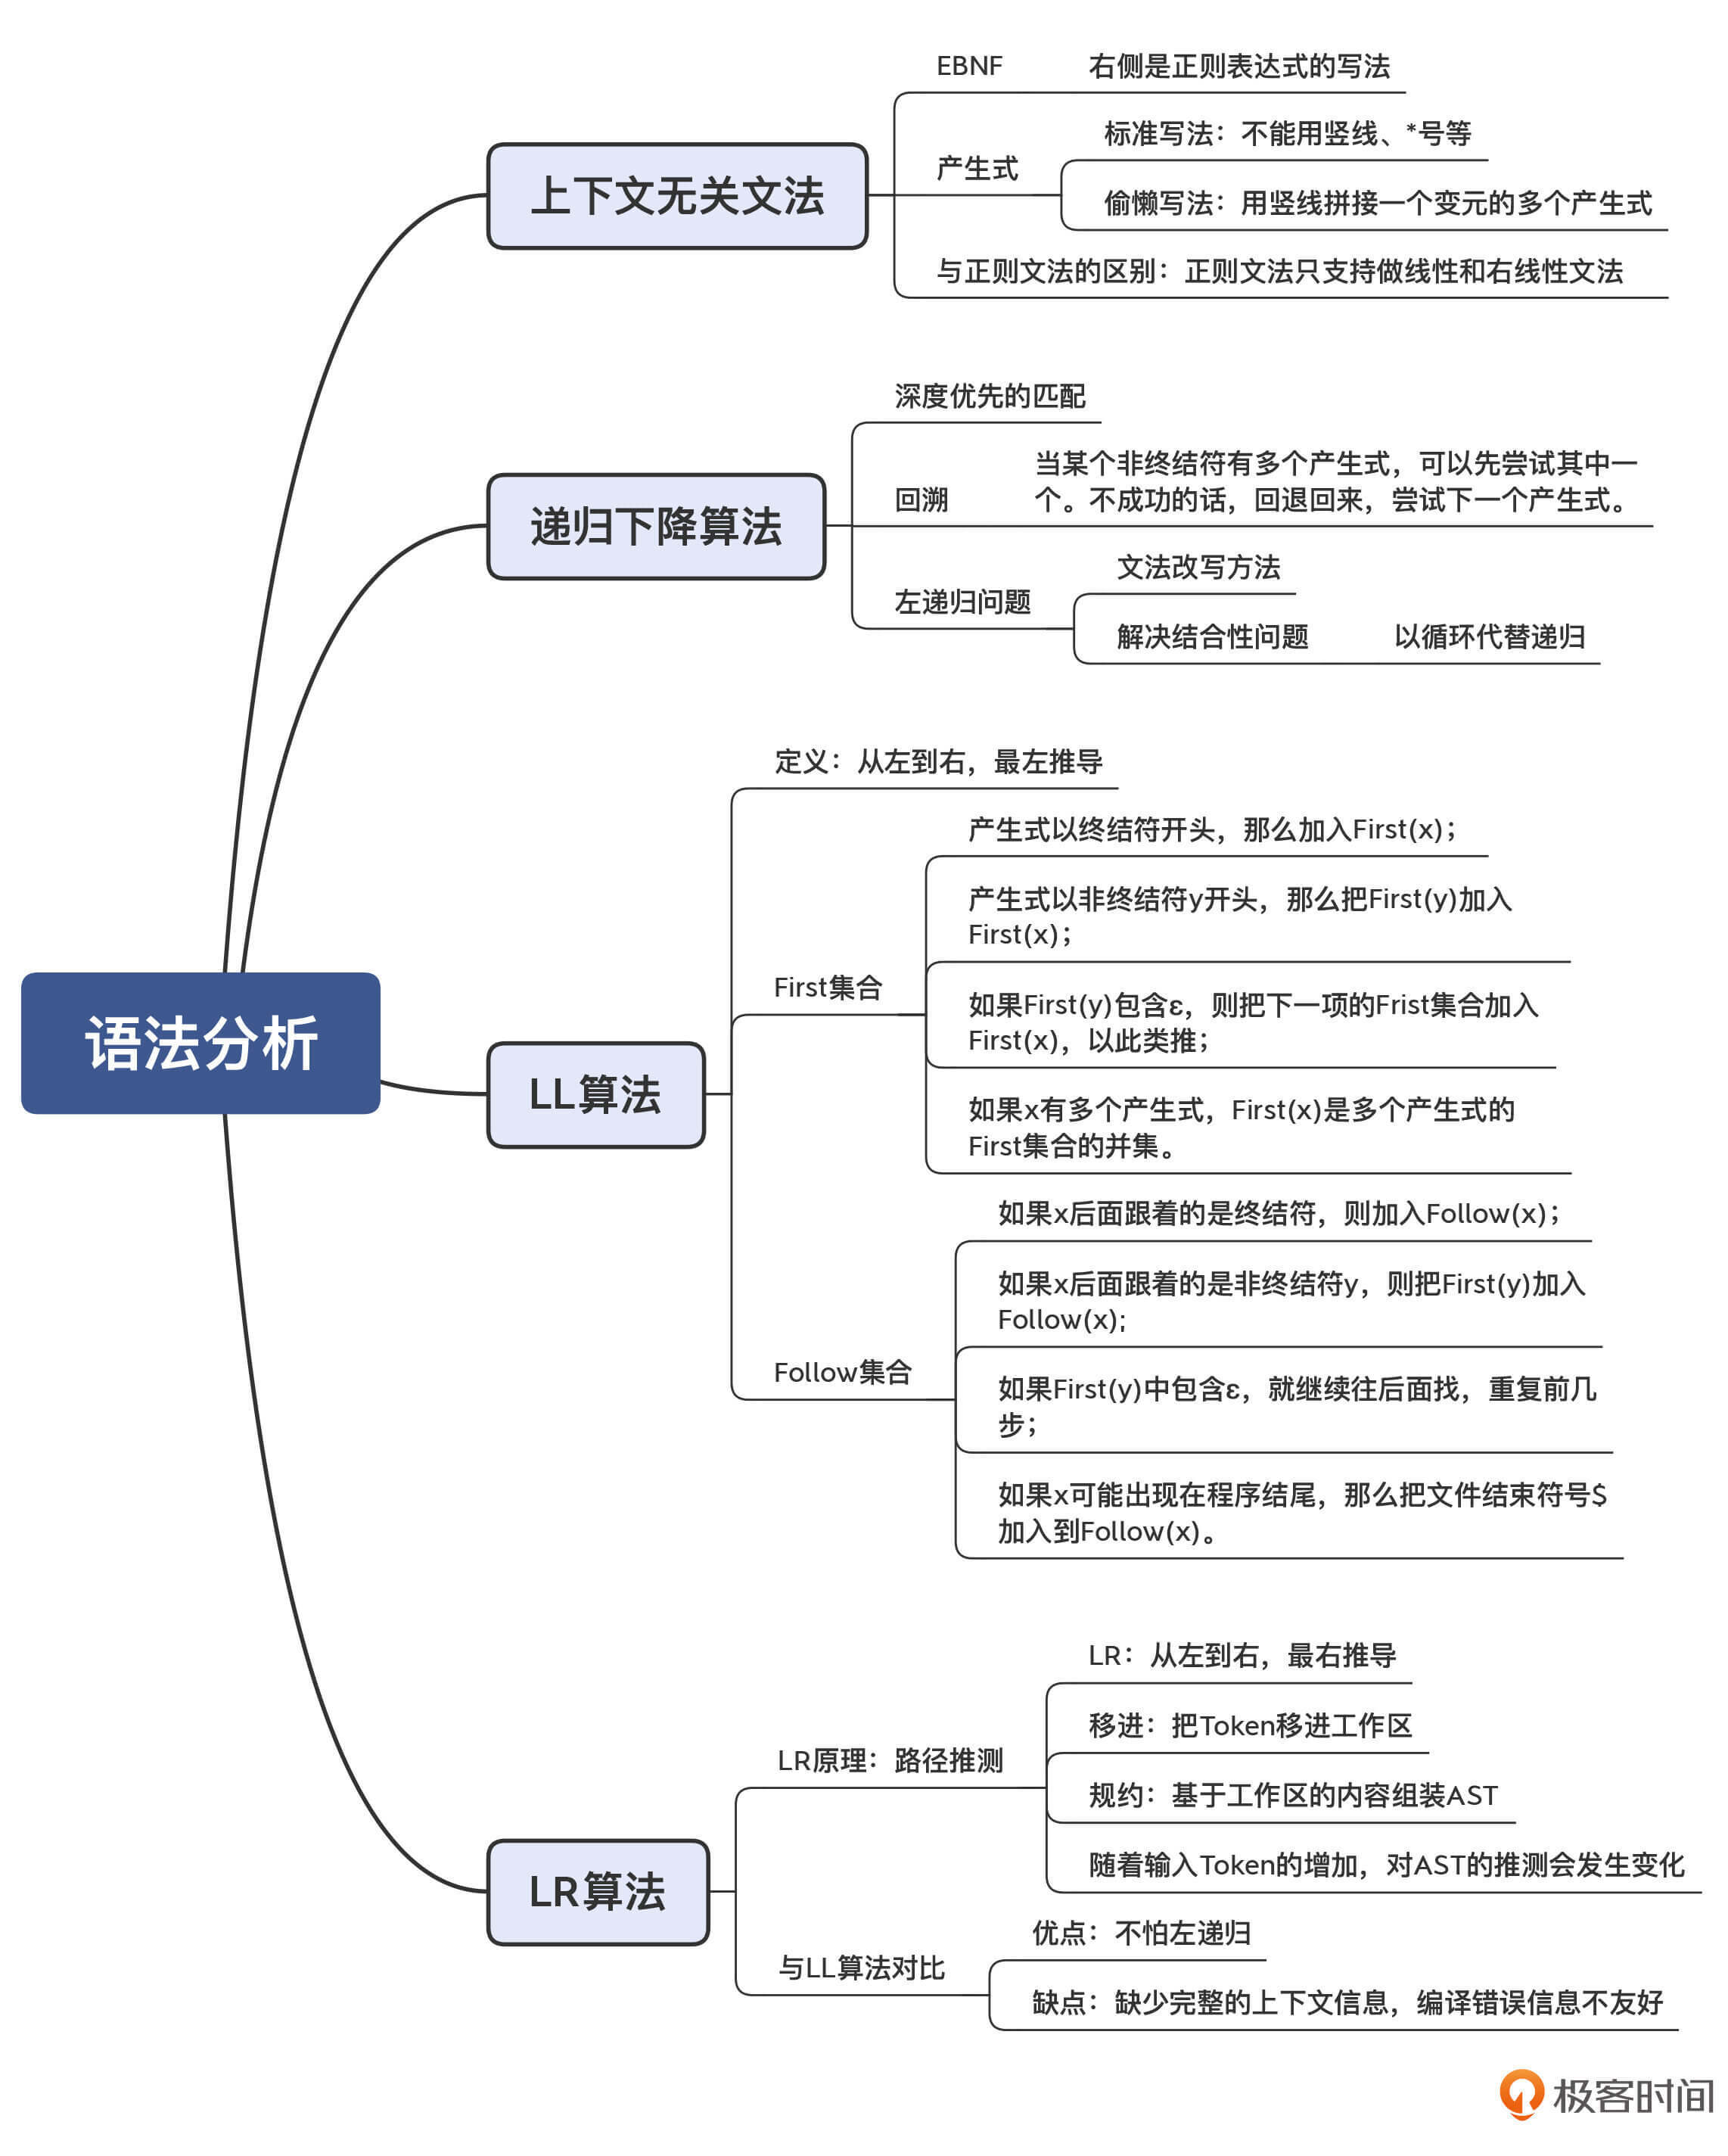 EBNF
右侧是正则表达式的写法
标准写法：不能用竖线、*号等
产生式
偷懒写法：用竖线拼接一个变元的多个产生式
上下文无关文法
与正则文法的区别：正则文法只支持做线性和右线性文法
深度优先的匹配
当某个非终结符有多个产生式，可以先尝试其中一
回溯
个。不成功的话，回退回来，尝试下一个产生式。
递归下降算法
文法改写方法
左递归问题
解决结合性问题
以循环代替递归
定义：从左到右，最左推导
产生式以终结符开头，那么加入First(x)；
产生式以非终结符y开头，那么把First(y)加入
First(x)；
First集合
如果First(y)包含ε，则把下一项的Frist集合加入
First(x)，以此类推；
如果x有多个产生式，First(x)是多个产生式的
First集合的并集。
语法分析
LL算法
如果x后面跟着的是终结符，则加入Follow(x)；
如果x后面跟着的是非终结符y，则把First(y)加入
Follow(x);
Follow集合
如果First(y)中包含ε，就继续往后面找，重复前几
步；
如果x可能出现在程序结尾，那么把文件结束符号$
加入到Follow(x)。
LR：从左到右，最右推导
移进：把Token移进工作区
LR原理：路径推测
规约：基于工作区的内容组装AST
随着输入Token的增加，对AST的推测会发生变化
LR算法
优点：不怕左递归
与LL算法对比
缺点：缺少完整的上下文信息，编译错误信息不友好
极客时间